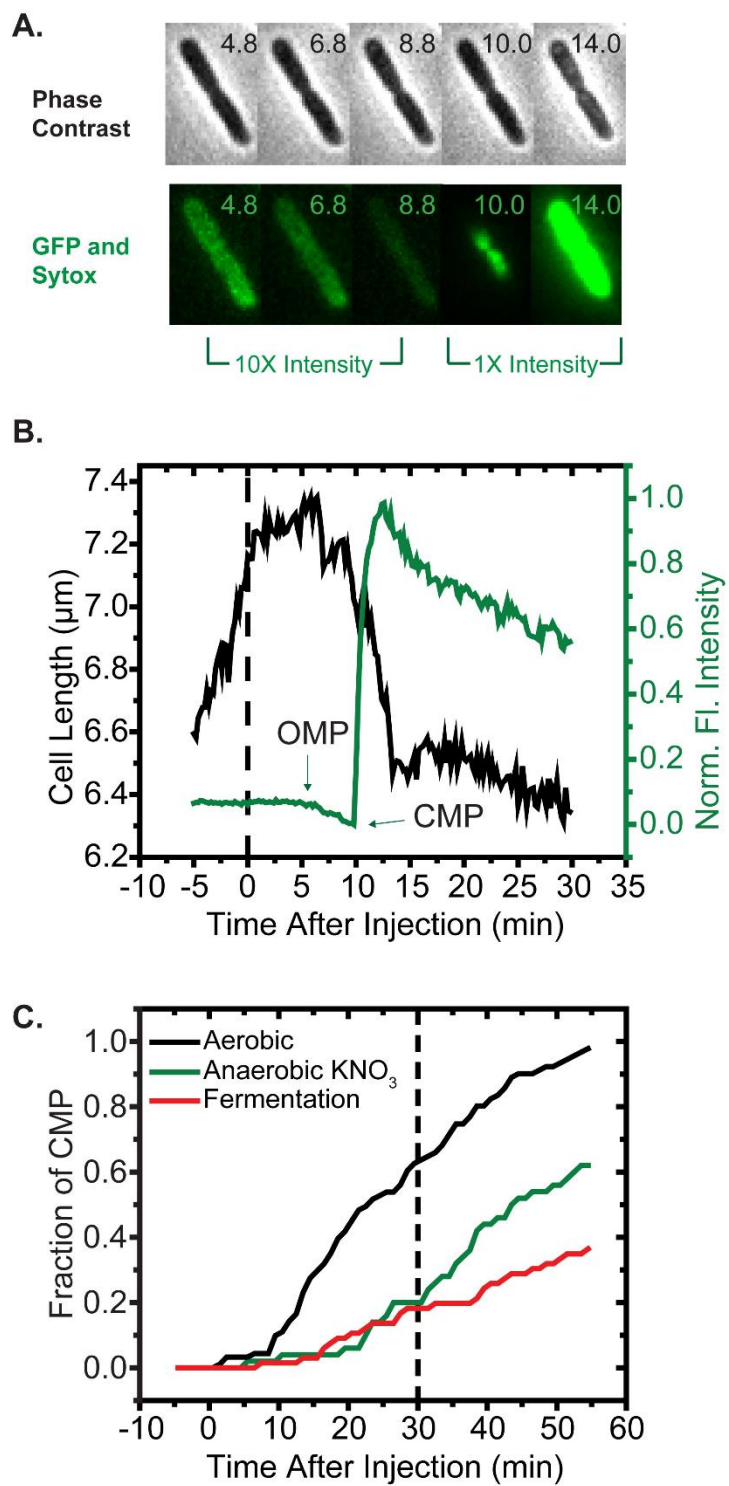 A.
Phase
Contrast
4.8 6.8 8.8 10.0 14.0
GFP and
Sytox
4.8 6.8 8.8 10.0 14.0
10X Intensity 1X Intensity
B.
Cell Length (µm)
7.4
7.2
7.0
6.8
6.6
6.4
6.2
OMP
CMP
1.0
0.8
0.6
0.4
0.2
0.0
Norm. Fl. Intensity
-10 -5 0 5 10 15 20 25 30 35
Time After Injection (min)
C.
Fraction of CMP
1.0
0.8
0.6
0.4
0.2
0.0
Aerobic
Anaerobic KNO₃
Fermentation
-10 0 10 20 30 40 50 60
Time After Injection (min)